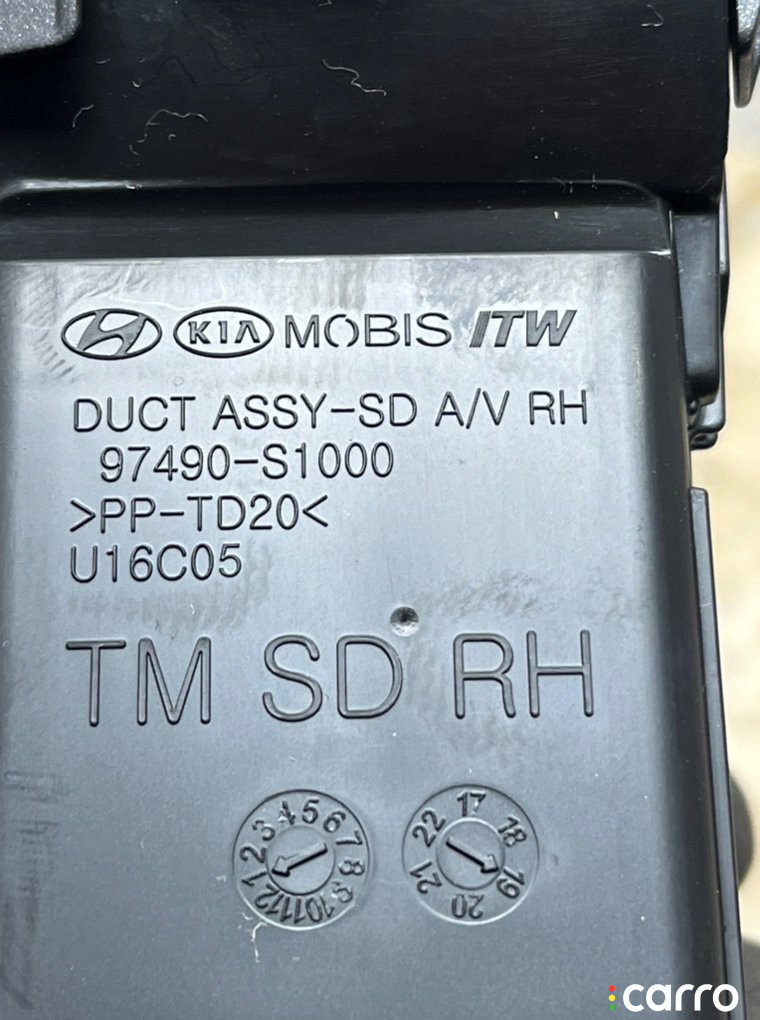 KIA MOBIS ITW
DUCT ASSY-SD A/V RH
97490-S1000
>PP-TD20<
U16C05
TM SD RH
1 2 3 4 5 6 7 8 9 10 11 12
17 18 19 20 21 22
carro